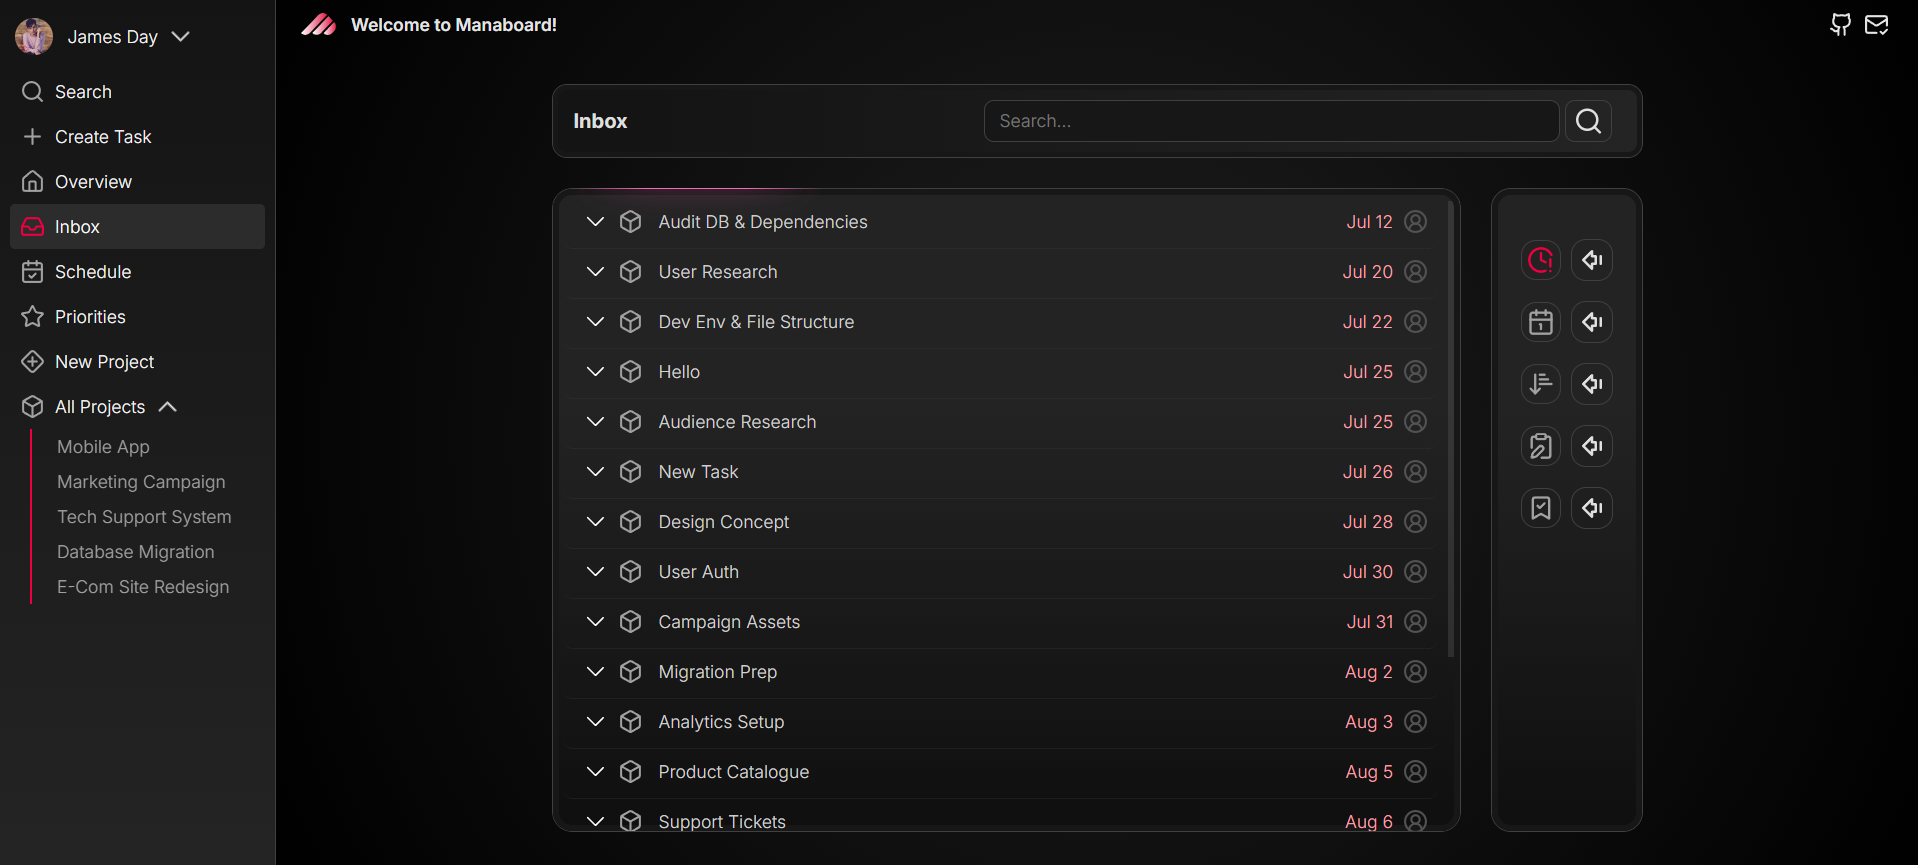 James Day
Search
Create Task
Overview
Inbox
Schedule
Priorities
New Project
All Projects
Mobile App
Marketing Campaign
Tech Support System
Database Migration
E-Com Site Redesign
Welcome to Manaboard!
Inbox
Search...
Audit DB & Dependencies Jul 12
User Research Jul 20
Dev Env & File Structure Jul 22
Hello Jul 25
Audience Research Jul 25
New Task Jul 26
Design Concept Jul 28
User Auth Jul 30
Campaign Assets Jul 31
Migration Prep Aug 2
Analytics Setup Aug 3
Product Catalogue Aug 5
Support Tickets Aug 6
1